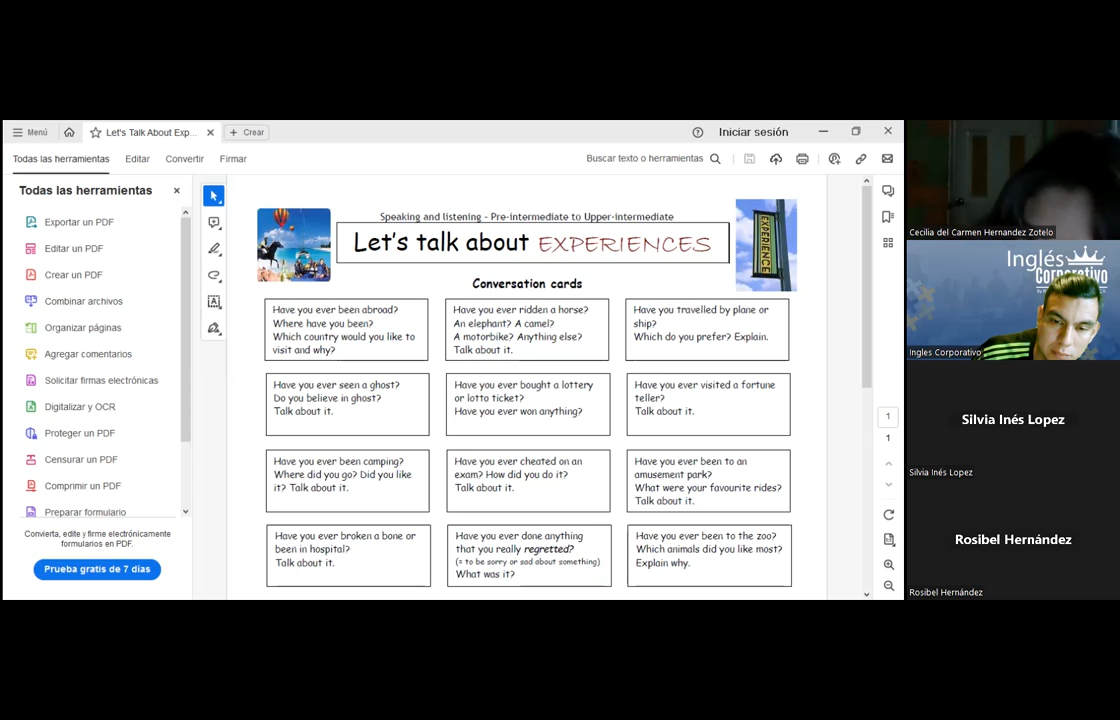 Menú
Let's Talk About Exp...
Crear
Iniciar sesión
Todas las herramientas
Editar
Convertir
Firmar
Buscar texto o herramientas
Todas las herramientas
Exportar un PDF
Editar un PDF
Crear un PDF
Combinar archivos
Organizar páginas
Agregar comentarios
Solicitar firmas electrónicas
Digitalizar y OCR
Proteger un PDF
Censurar un PDF
Comprimir un PDF
Preparar formulario
Convierta, edite y firme electrónicamente
formularios en PDF.
Prueba gratis de 7 días
Speaking and listening - Pre-intermediate to Upper-intermediate
Let's talk about EXPERIENCES
EXPERIENCE
Conversation cards
Have you ever been abroad?
Where have you been?
Which country would you like to
visit and why?
Have you ever ridden a horse?
An elephant? A camel?
A motorbike? Anything else?
Talk about it.
Have you travelled by plane or
ship?
Which do you prefer? Explain.
Have you ever seen a ghost?
Do you believe in ghost?
Talk about it.
Have you ever bought a lottery
or lotto ticket?
Have you ever won anything?
Have you ever visited a fortune
teller?
Talk about it.
Have you ever been camping?
Where did you go? Did you like
it? Talk about it.
Have you ever cheated on an
exam? How did you do it?
Talk about it.
Have you ever been to an
amusement park?
What were your favourite rides?
Talk about it.
Have you ever broken a bone or
been in hospital?
Talk about it.
Have you ever done anything
that you really regretted?
(= to be sorry or sad about something)
What was it?
Have you ever been to the zoo?
Which animals did you like most?
Explain why.
1
1
Cecilia del Carmen Hernandez Zotelo
Inglés
Corporativo
Ingles Corporativo
Silvia Inés Lopez
Silvia Inés Lopez
Rosibel Hernández
Rosibel Hernández